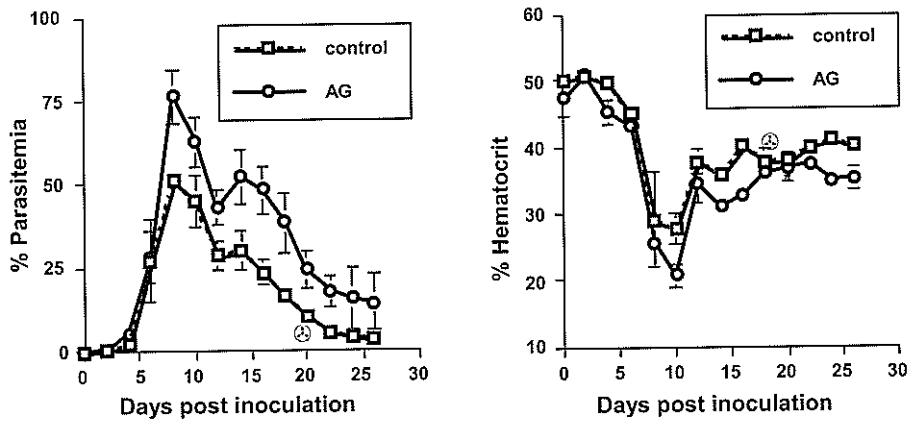 100
75
50
25
0
% Parasitemia
control
AG
0 5 10 15 20 25 30
Days post inoculation
60
50
40
30
20
10
% Hematocrit
control
AG
0 5 10 15 20 25 30
Days post inoculation